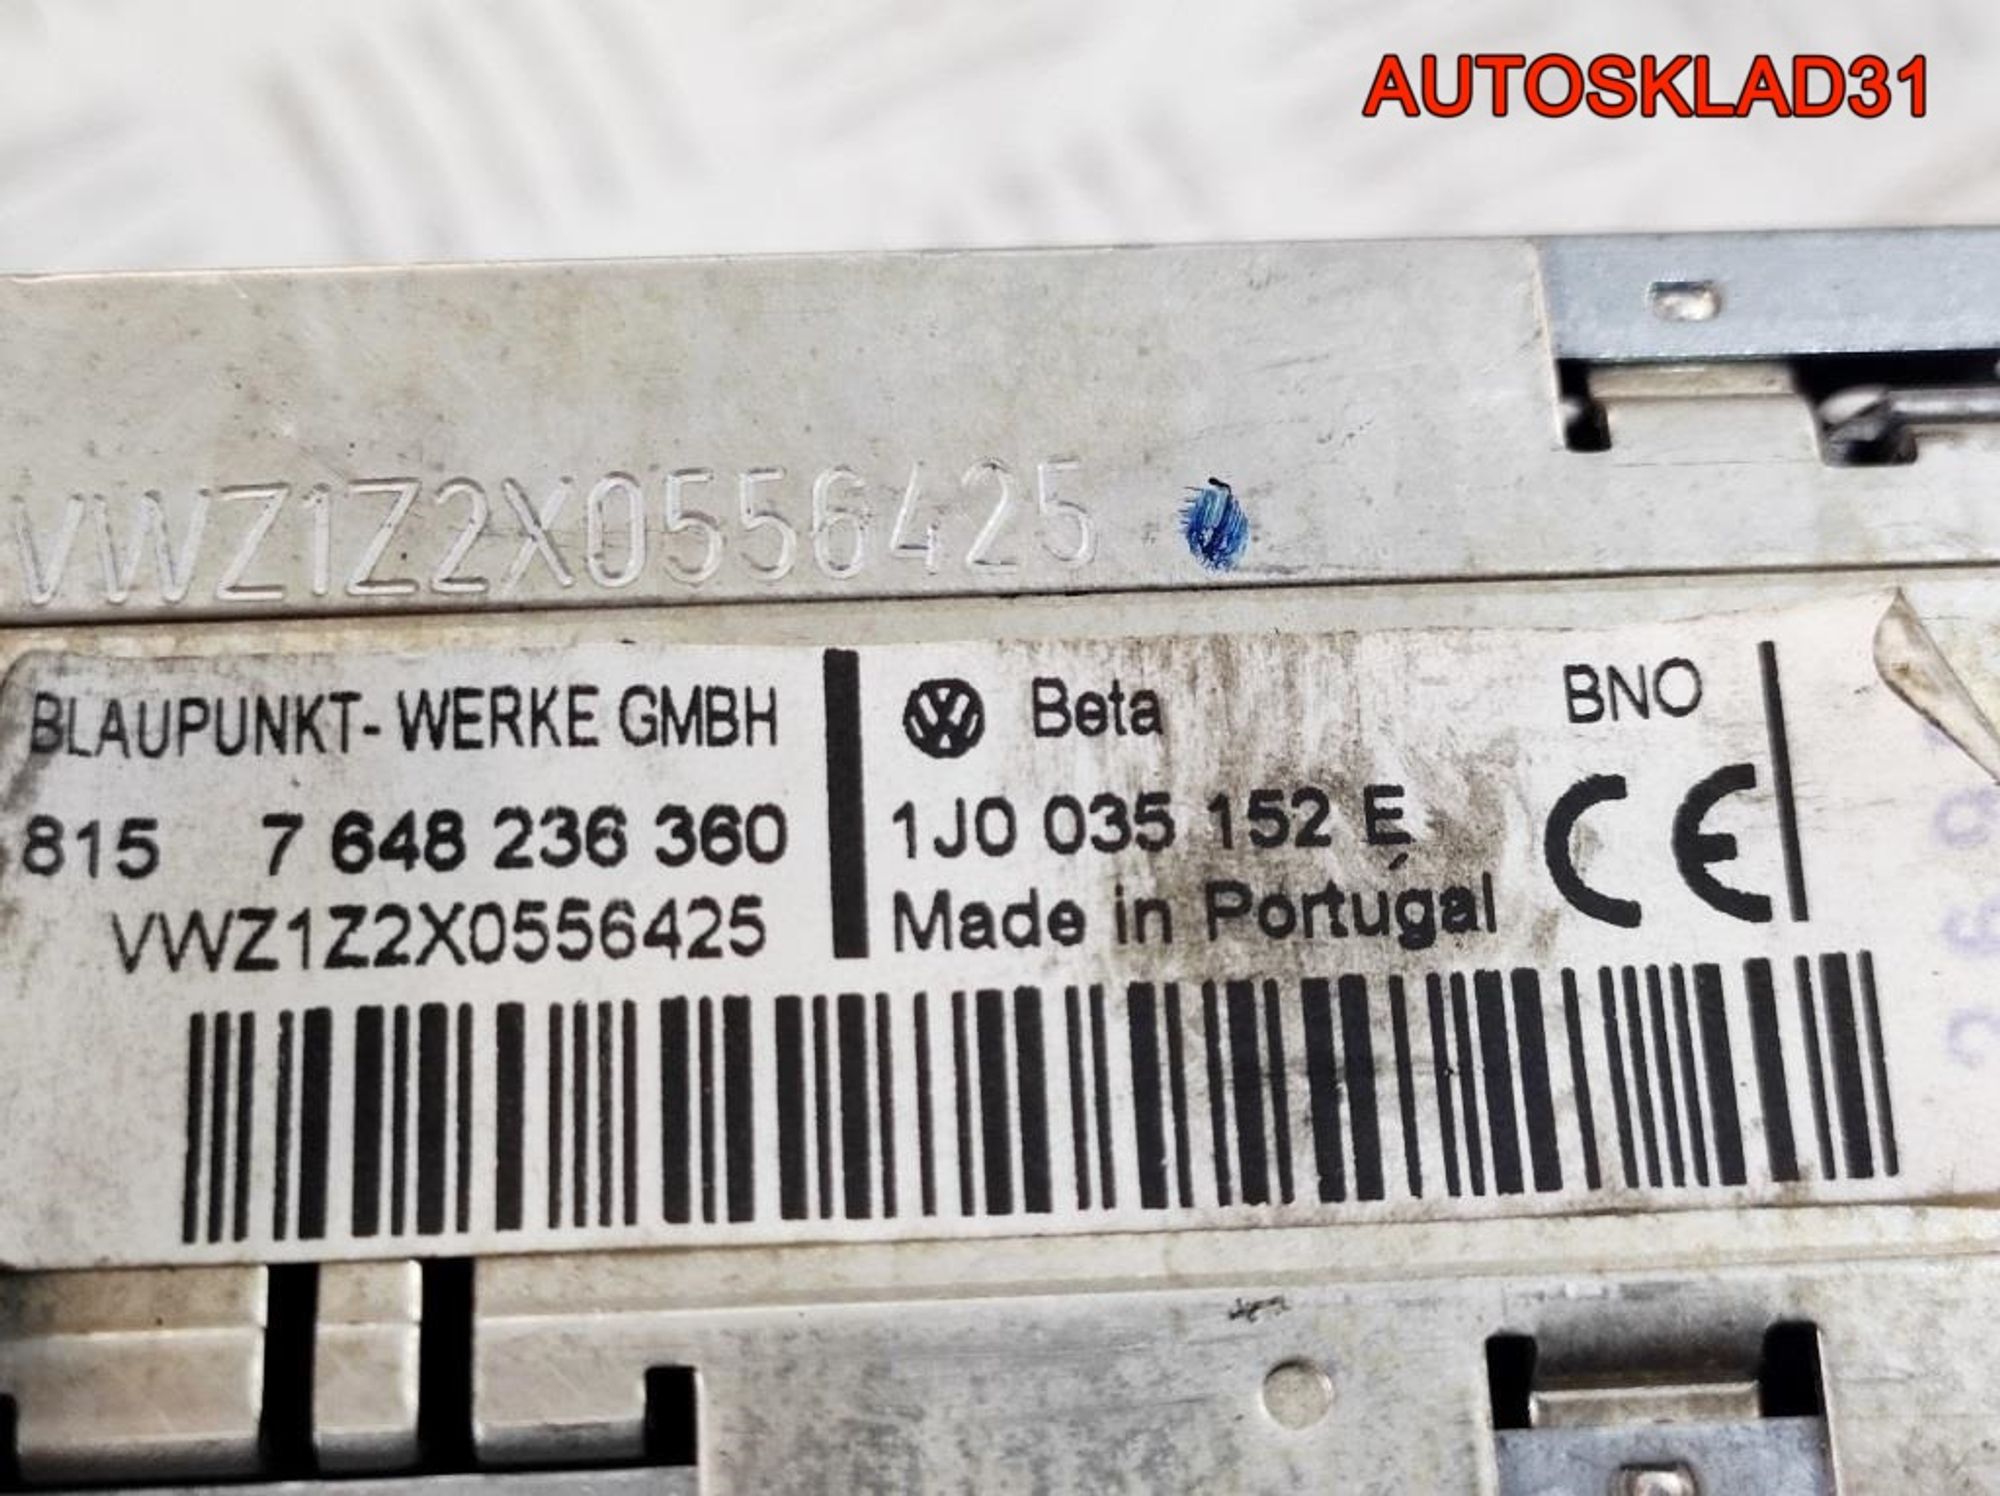 AUTOSKLAD31
VWZ1Z2X0556425
BLAUPUNKT-WERKE GMBH
815 7 648 236 360
VWZ1Z2X0556425
Beta BNO
1J0 035 152 E
Made in Portugal
CE